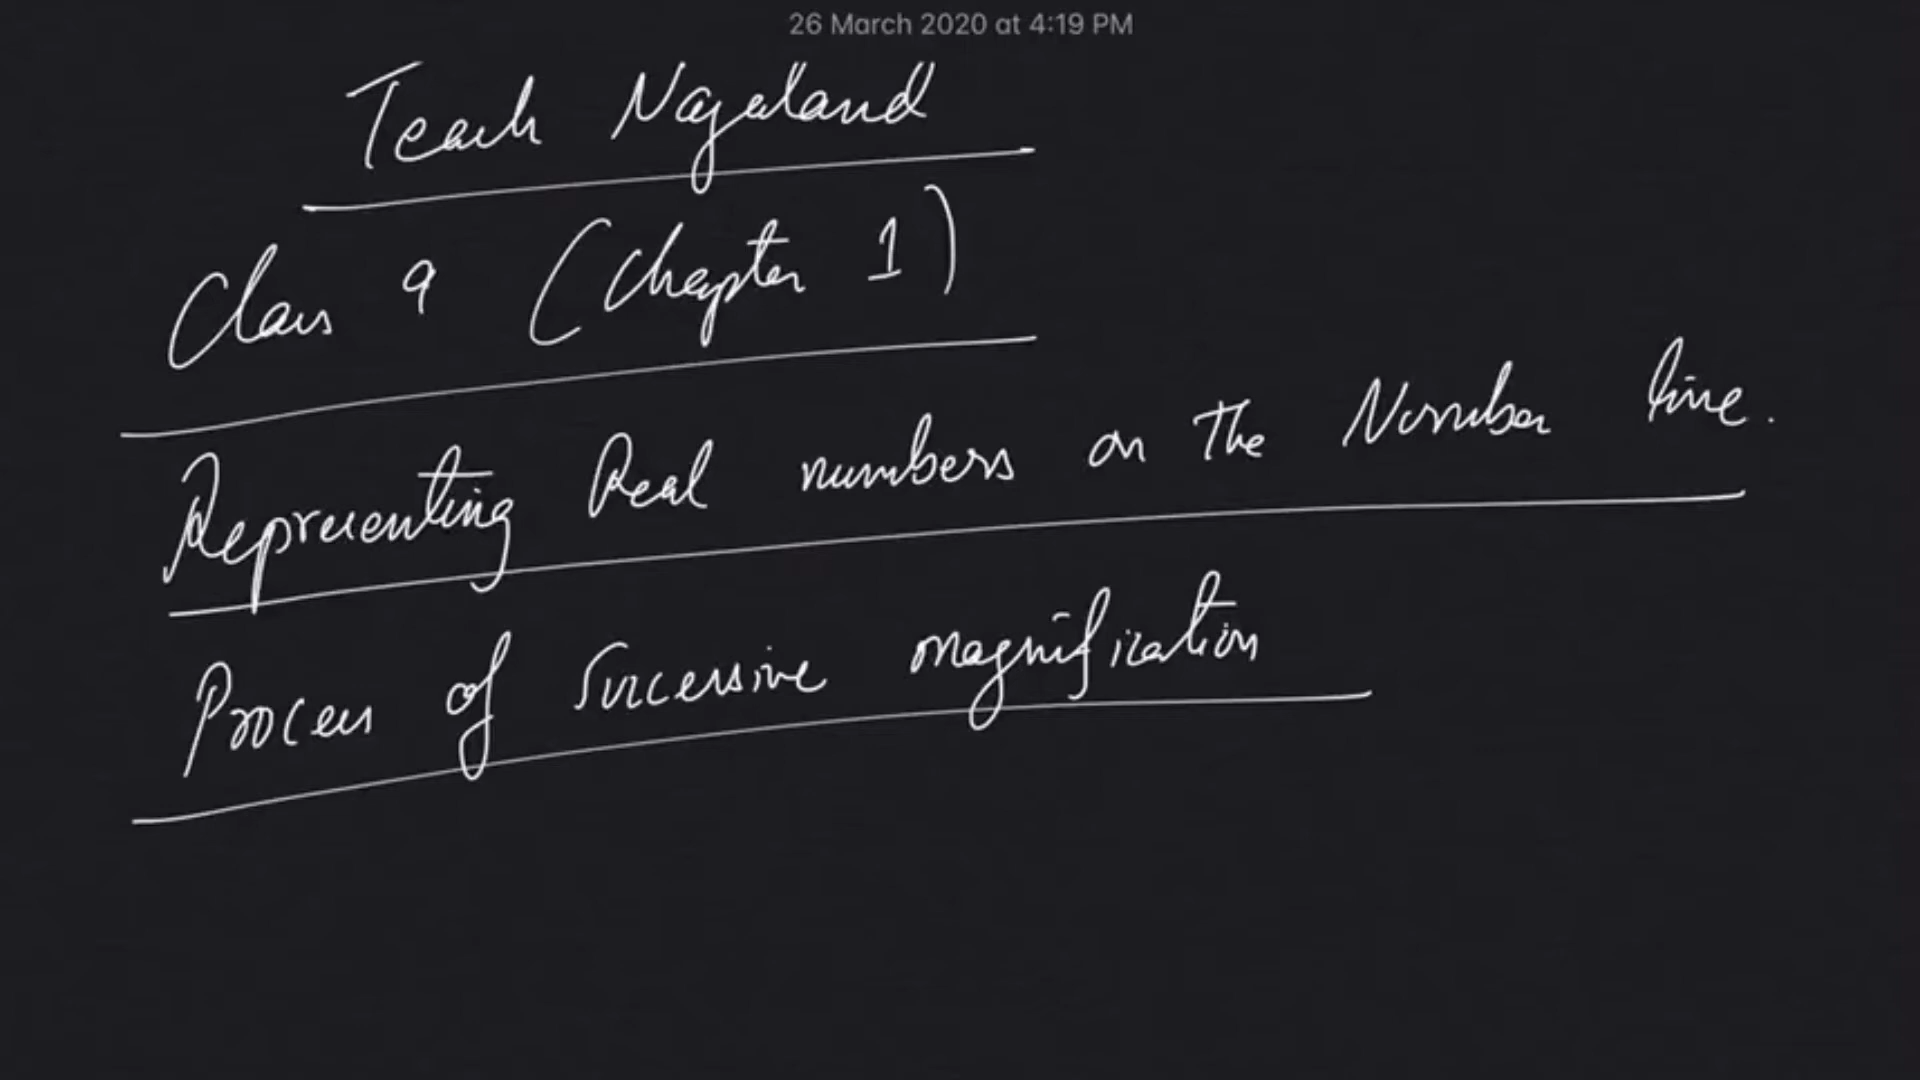 26 March 2020 at 4:19 PM
Teach Nagaland
Class 9 (Chapter 1)
Representing Real numbers on The Number line.
Process of Successive magnification